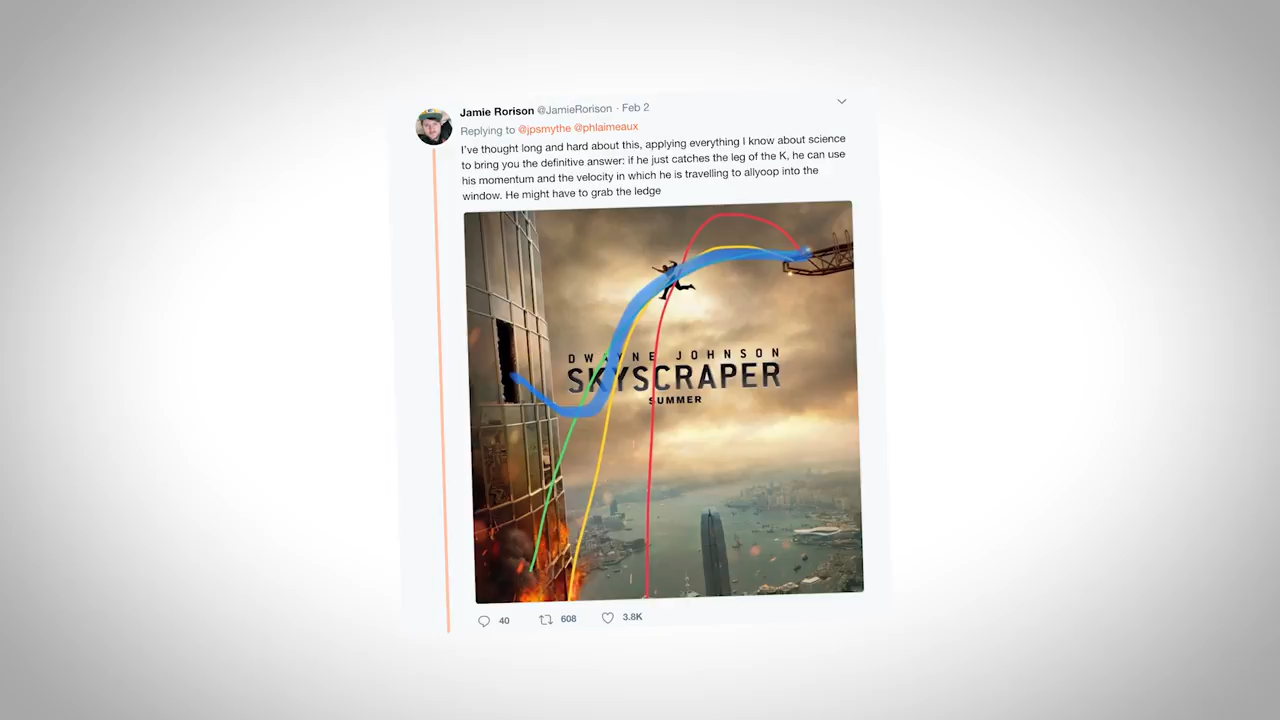 Jamie Rorison @JamieRorison · Feb 2
Replying to @jpsmythe @phlaimeaux
I've thought long and hard about this, applying everything I know about science
to bring you the definitive answer: if he just catches the leg of the K, he can use
his momentum and the velocity in which he is travelling to allyoop into the
window. He might have to grab the ledge
DWAYNE JOHNSON
SKYSCRAPER
SUMMER
40 608 3.8K